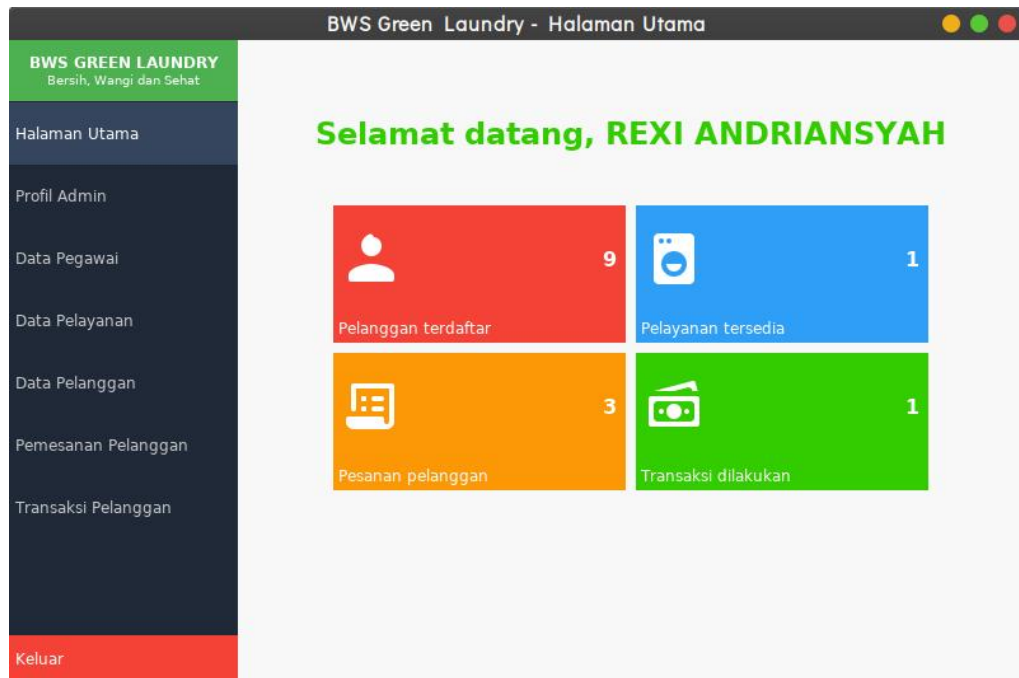 BWS Green Laundry - Halaman Utama
BWS GREEN LAUNDRY
Bersih, Wangi dan Sehat
Halaman Utama
Profil Admin
Data Pegawai
Data Pelayanan
Data Pelanggan
Pemesanan Pelanggan
Transaksi Pelanggan
Keluar
Selamat datang, REXI ANDRIANSYAH
9
Pelanggan terdaftar
1
Pelayanan tersedia
3
Pesanan pelanggan
1
Transaksi dilakukan